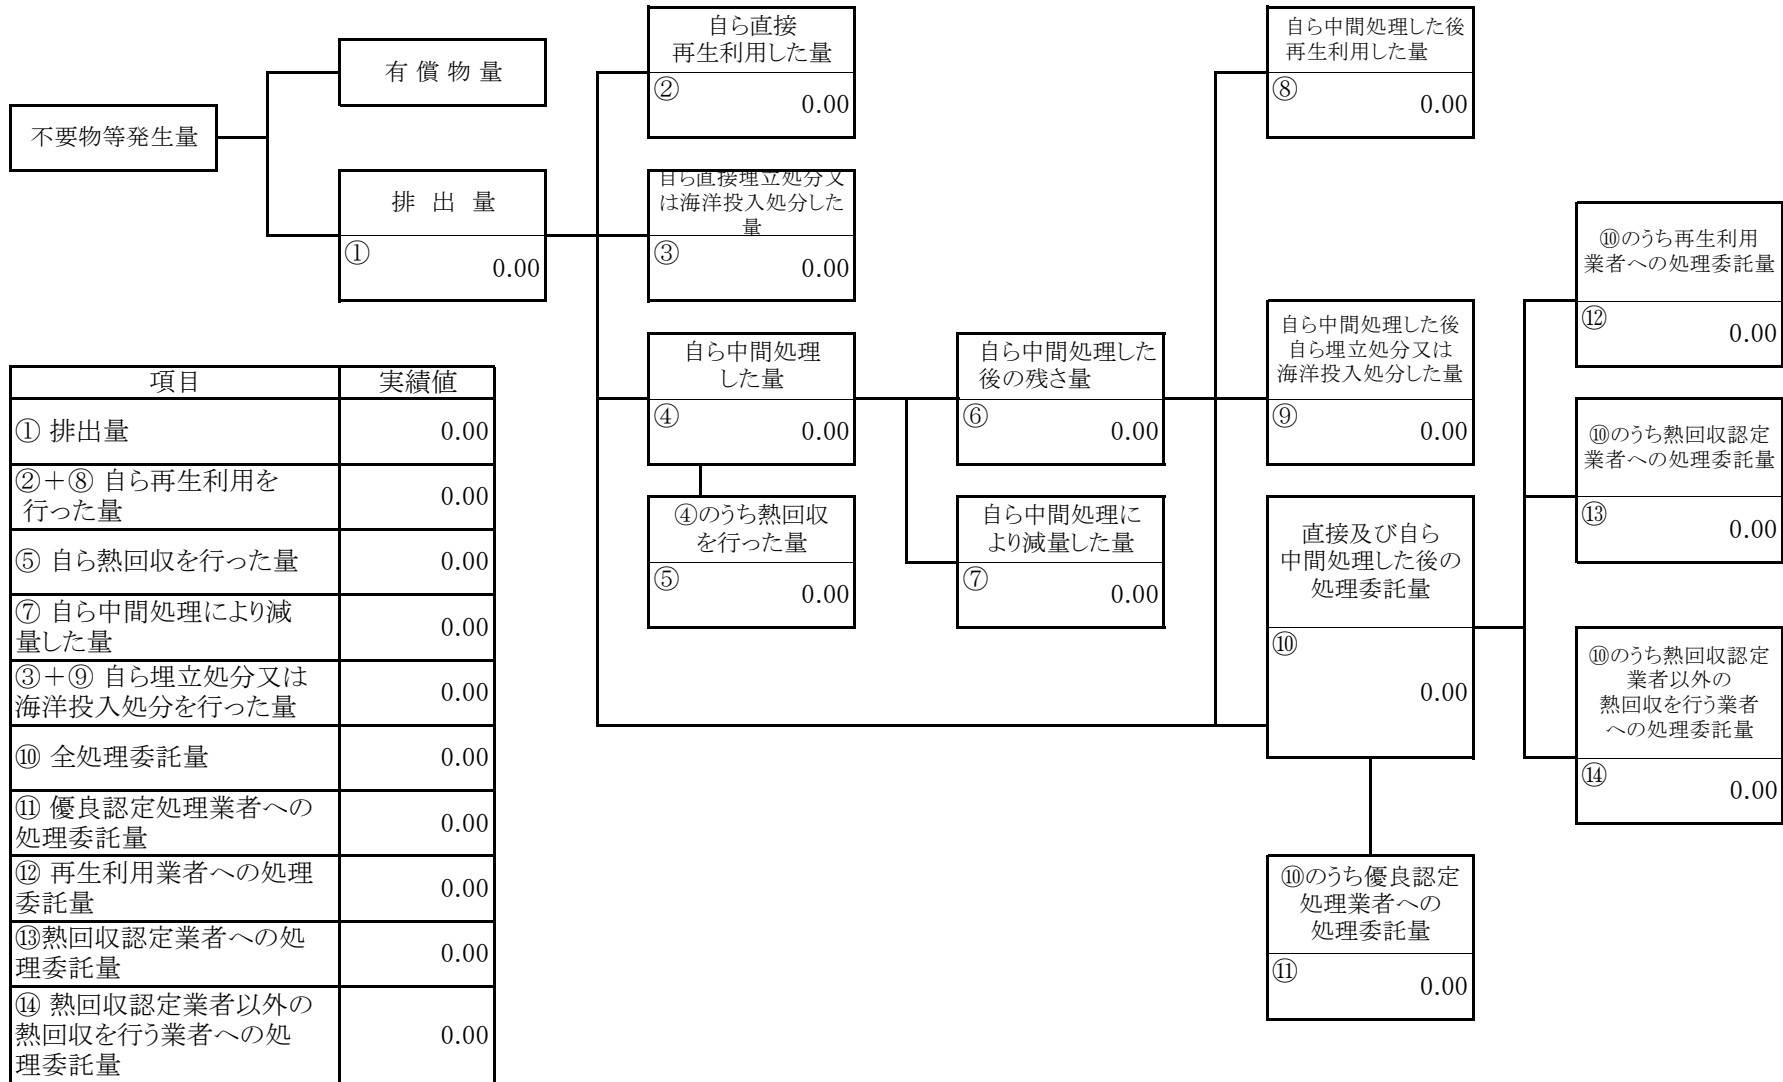 不要物等発生量
有 償 物 量
排 出 量
①
0.00
自ら直接
再生利用した量
②
0.00
自ら直接埋立処分又
は海洋投入処分した
量
③
0.00
自ら中間処理
した量
④
0.00
④のうち熱回収
を行った量
⑤
0.00
自ら中間処理した
後の残さ量
⑥
0.00
自ら中間処理に
より減量した量
⑦
0.00
自ら中間処理した後
再生利用した量
⑧
0.00
自ら中間処理した後
自ら埋立処分又は
海洋投入処分した量
⑨
0.00
直接及び自ら
中間処理した後の
処理委託量
⑩
0.00
⑩のうち優良認定
処理業者への
処理委託量
⑪
0.00
⑩のうち再生利用
業者への処理委託量
⑫
0.00
⑩のうち熱回収認定
業者への処理委託量
⑬
0.00
⑩のうち熱回収認定
業者以外の
熱回収を行う業者
への処理委託量
⑭
0.00
項目 実績値
① 排出量 0.00
②+⑧ 自ら再生利用を
行った量 0.00
⑤ 自ら熱回収を行った量 0.00
⑦ 自ら中間処理により減
量した量 0.00
③+⑨ 自ら埋立処分又は
海洋投入処分を行った量 0.00
⑩ 全処理委託量 0.00
⑪ 優良認定処理業者への
処理委託量 0.00
⑫ 再生利用業者への処理
委託量 0.00
⑬熱回収認定業者への処
理委託量 0.00
⑭ 熱回収認定業者以外の
熱回収を行う業者への処
理委託量 0.00